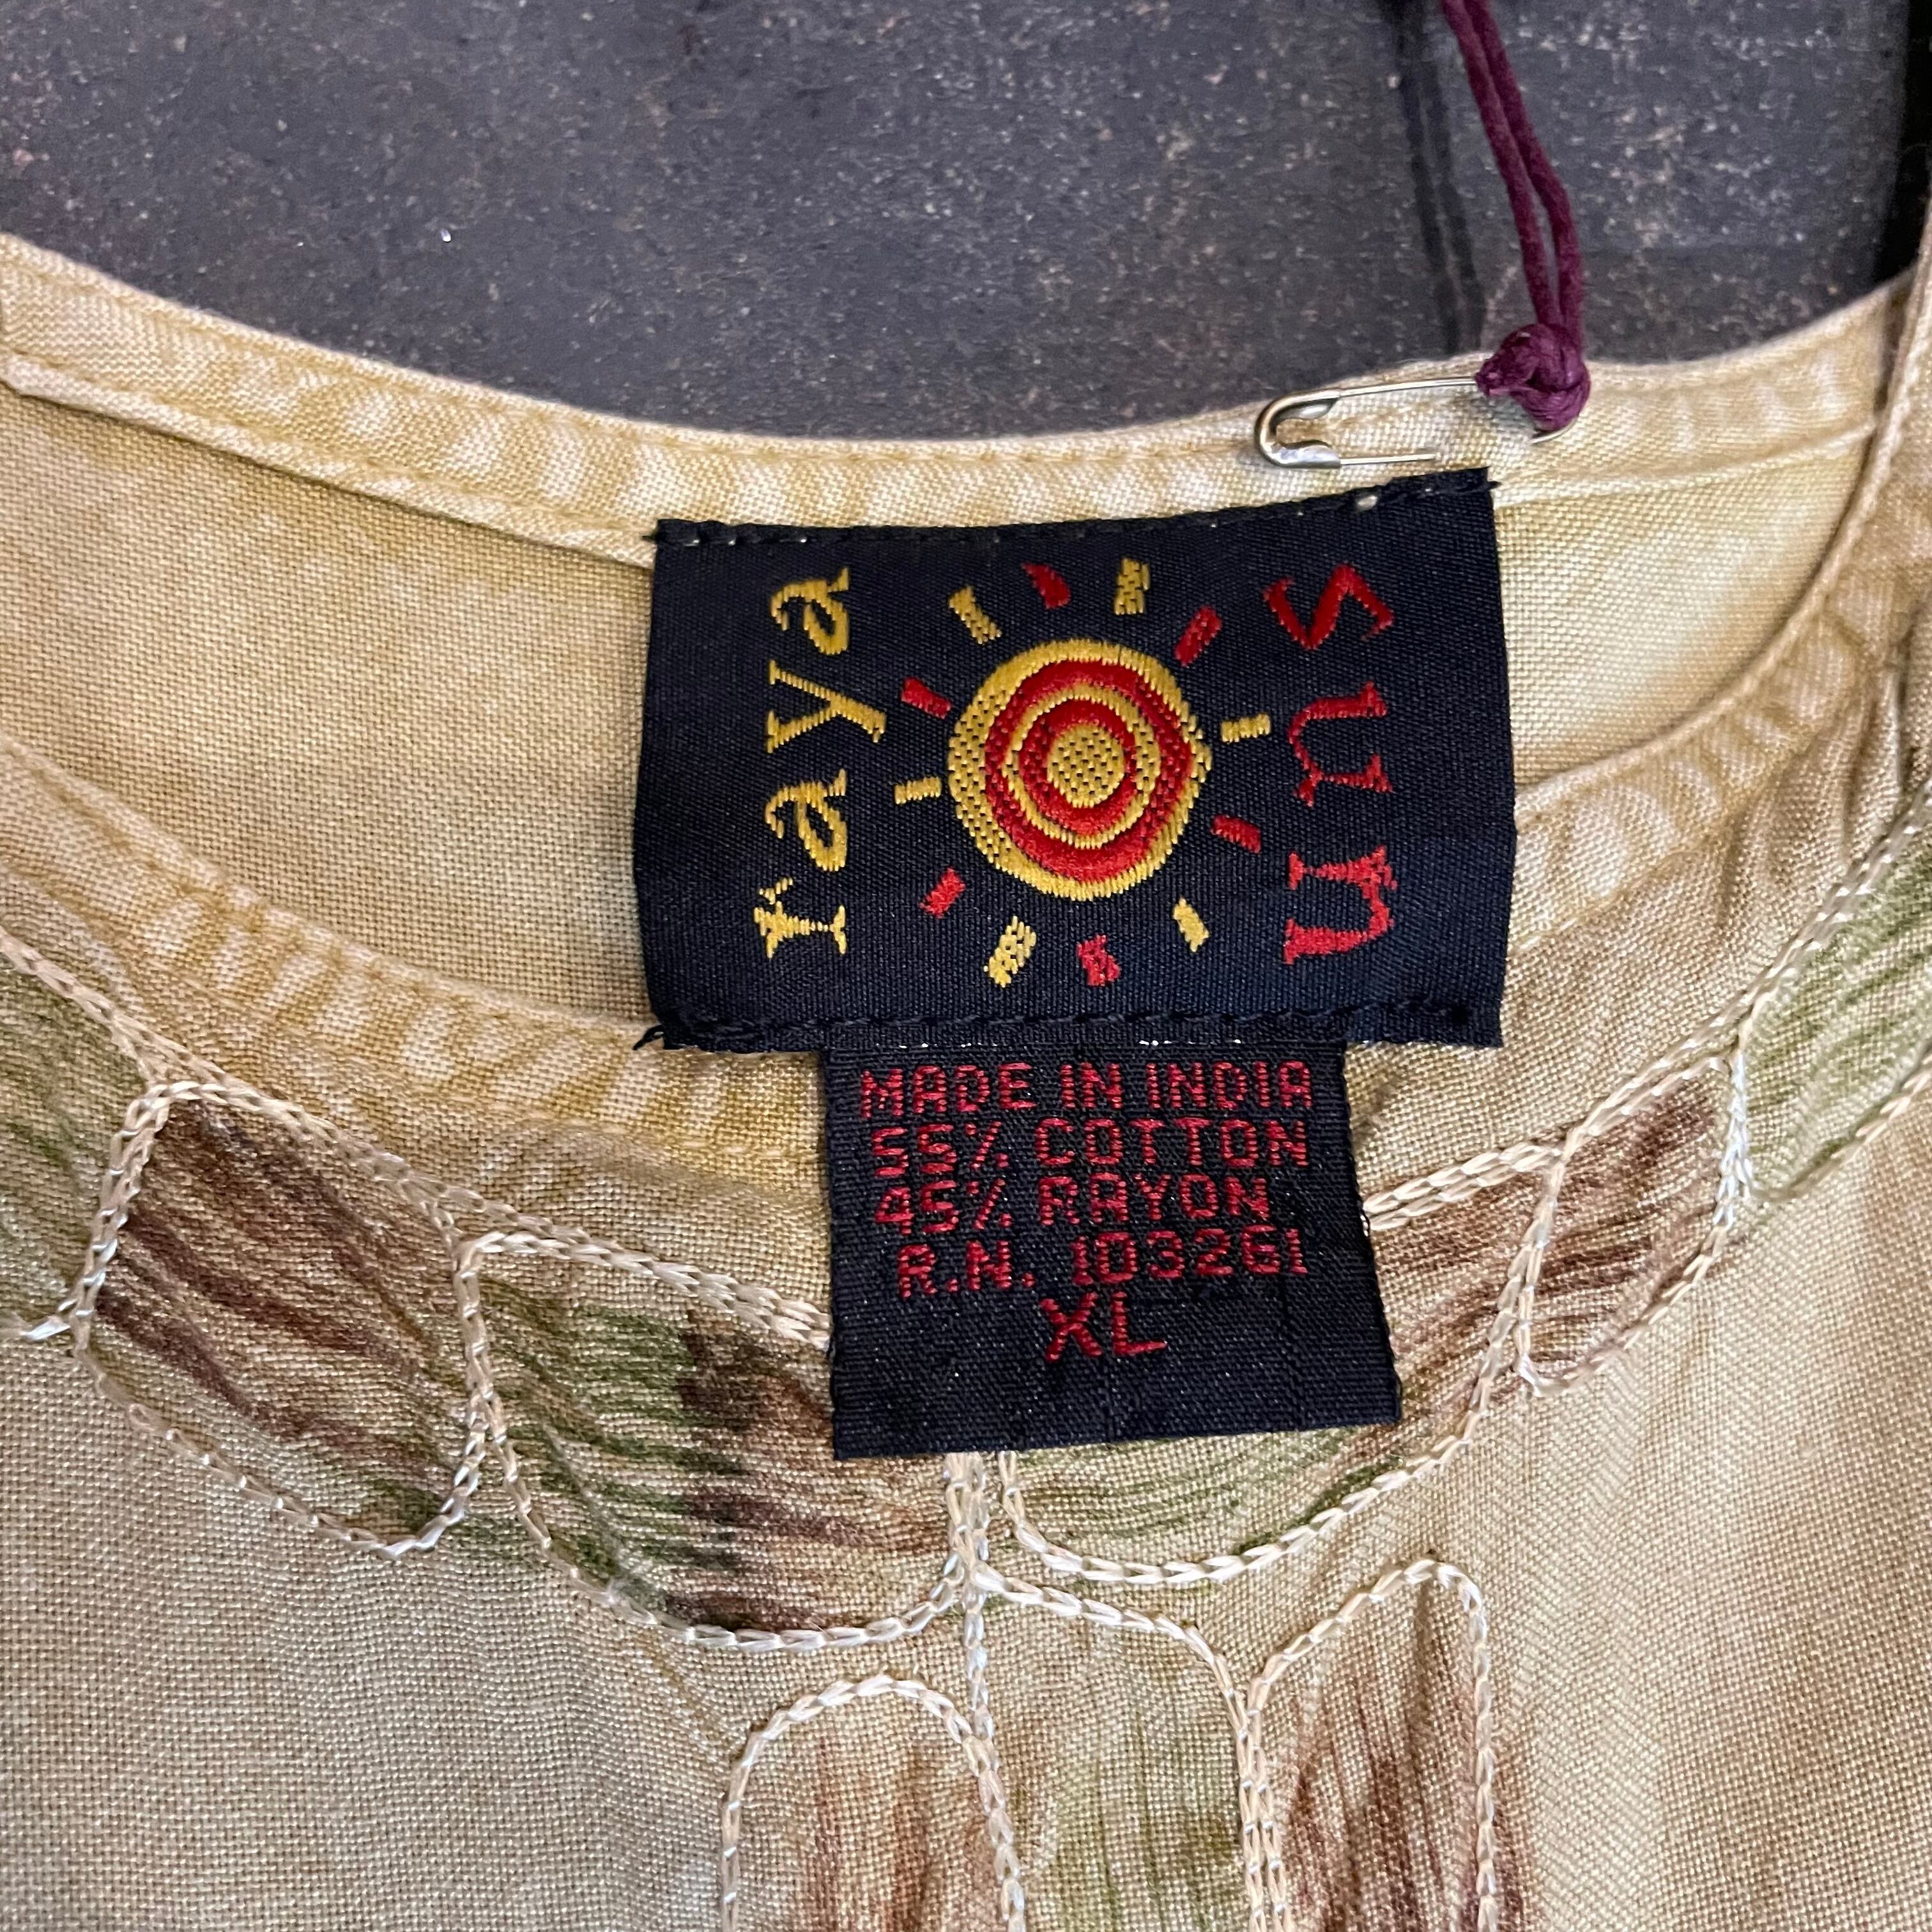 raya
sun
MADE IN INDIA
55% COTTON
45% RAYON
R.N. 103261
XL